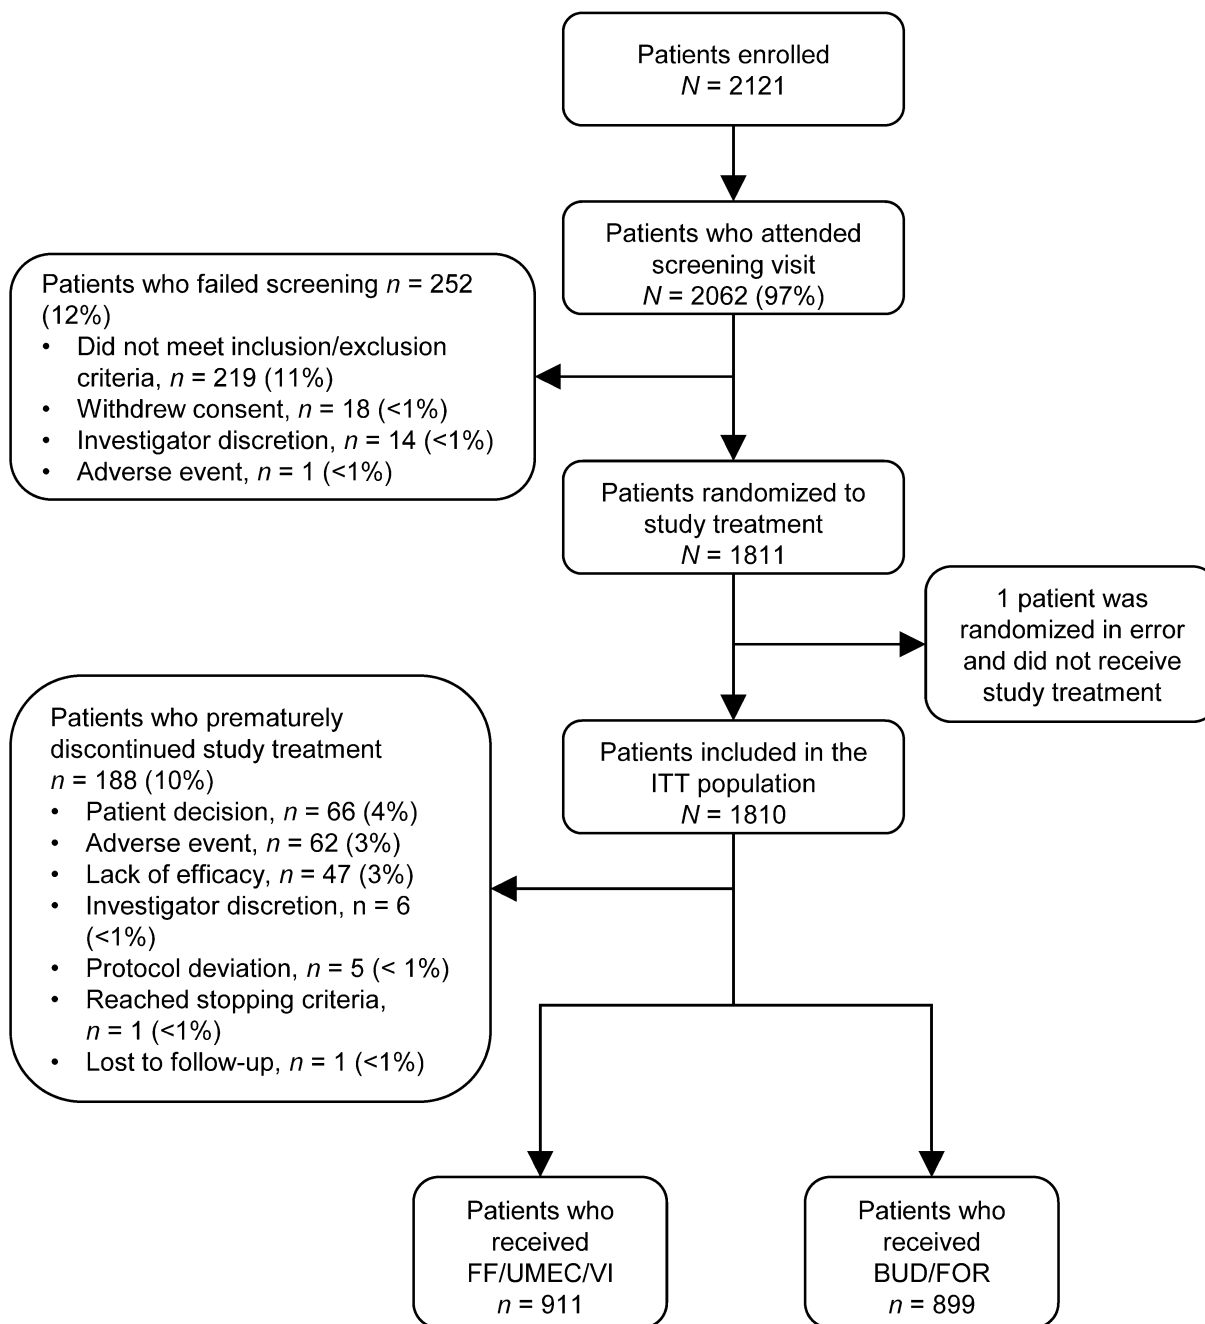 Patients enrolled
N = 2121
Patients who attended
screening visit
N = 2062 (97%)
Patients who failed screening n = 252
(12%)
• Did not meet inclusion/exclusion
criteria, n = 219 (11%)
• Withdrew consent, n = 18 (<1%)
• Investigator discretion, n = 14 (<1%)
• Adverse event, n = 1 (<1%)
Patients randomized to
study treatment
N = 1811
1 patient was
randomized in error
and did not receive
study treatment
Patients included in the
ITT population
N = 1810
Patients who prematurely
discontinued study treatment
n = 188 (10%)
• Patient decision, n = 66 (4%)
• Adverse event, n = 62 (3%)
• Lack of efficacy, n = 47 (3%)
• Investigator discretion, n = 6
(<1%)
• Protocol deviation, n = 5 (< 1%)
• Reached stopping criteria,
n = 1 (<1%)
• Lost to follow-up, n = 1 (<1%)
Patients who
received
FF/UMEC/VI
n = 911
Patients who
received
BUD/FOR
n = 899